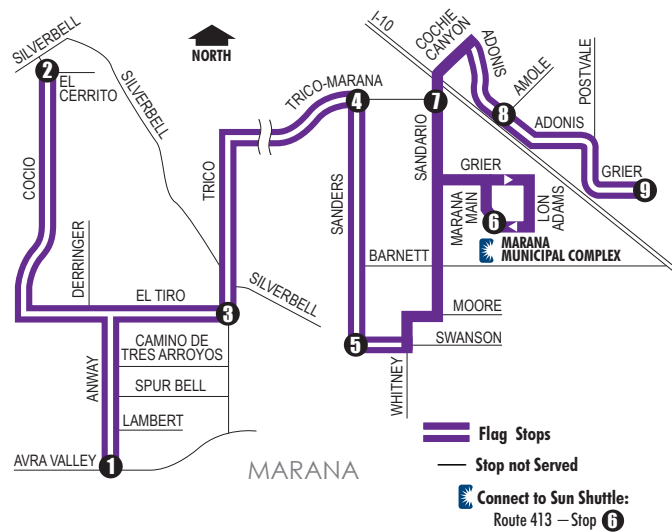 I-10
SILVERBELL
NORTH
COCHIE
CANYON
ADONIS
2
EL
CERRITO
SILVERBELL
TRICO-MARANA
4
7
AMOLE
8
POSTVALE
ADONIS
COCIO
TRICO
SANDERS
SANDARIO
GRIER
GRIER
9
MARANA
MAIN
LON
ADAMS
6
MARANA
MUNICIPAL COMPLEX
DERRINGER
BARNETT
SILVERBELL
EL TIRO
3
MOORE
CAMINO DE
TRES ARROYOS
5
SWANSON
ANWAY
SPUR BELL
WHITNEY
LAMBERT
Flag Stops
AVRA VALLEY
1
MARANA
Stop not Served
Connect to Sun Shuttle:
Route 413 — Stop 6